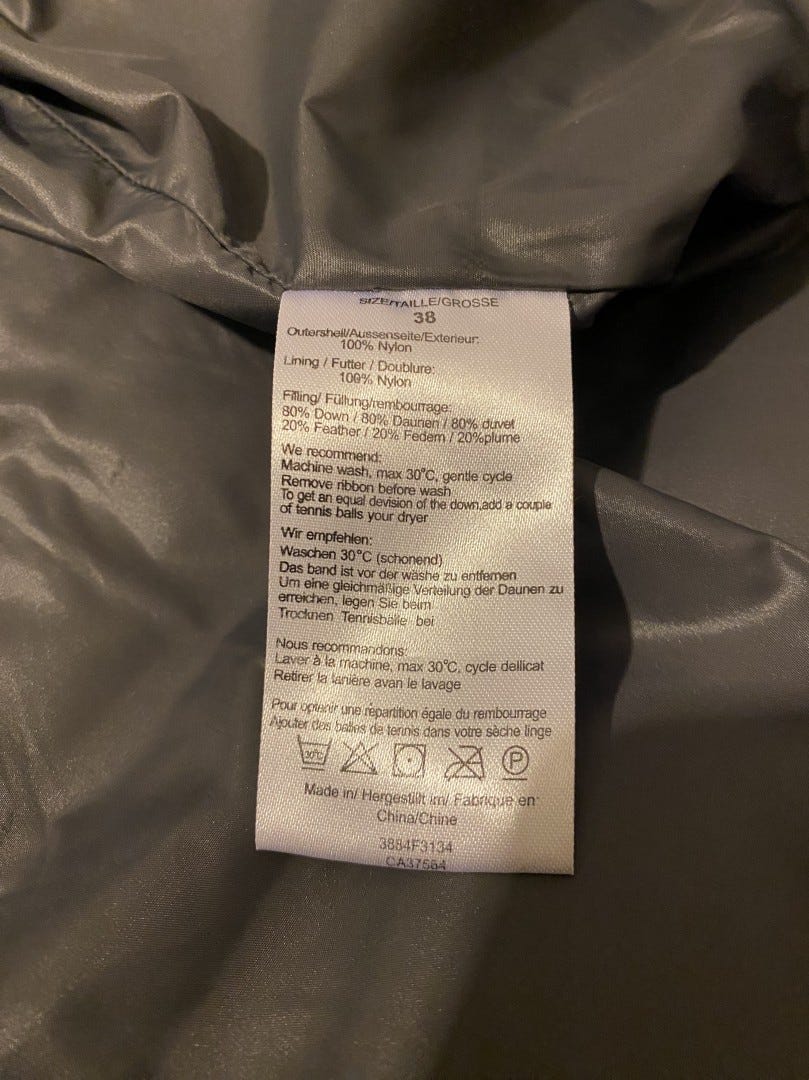 SIZE/TAILLE/GROSSE
38
Outershell/Aussenseite/Exterieur:
100% Nylon
Lining / Futter / Doublure:
100% Nylon
Filling/ Füllung/rembourrage:
80% Down / 80% Daunen / 80% duvet
20% Feather / 20% Federn / 20%plume
We recommend:
Machine wash, max 30°C, gentle cycle
Remove ribbon before wash
To get an equal devision of the down,add a couple
of tennis balls your dryer
Wir empfehlen:
Waschen 30°C (schonend)
Das band ist vor der washe zu entfernen
Um eine gleichmäßige Verteilung der Daunen zu
erreichen, legen Sie beim
Trocknen Tennisbälle bei
Nous recommandons:
Laver à la machine, max 30°C, cycle dellicat
Retirer la lanière avan le lavage
Pour optenir une répartition égale du rembourrage
Ajouter des balles de tennis dans votre sèche linge
30°C P
Made in/ Hergestillt im/ Fabrique en
China/Chine
3884F3134
CA37564